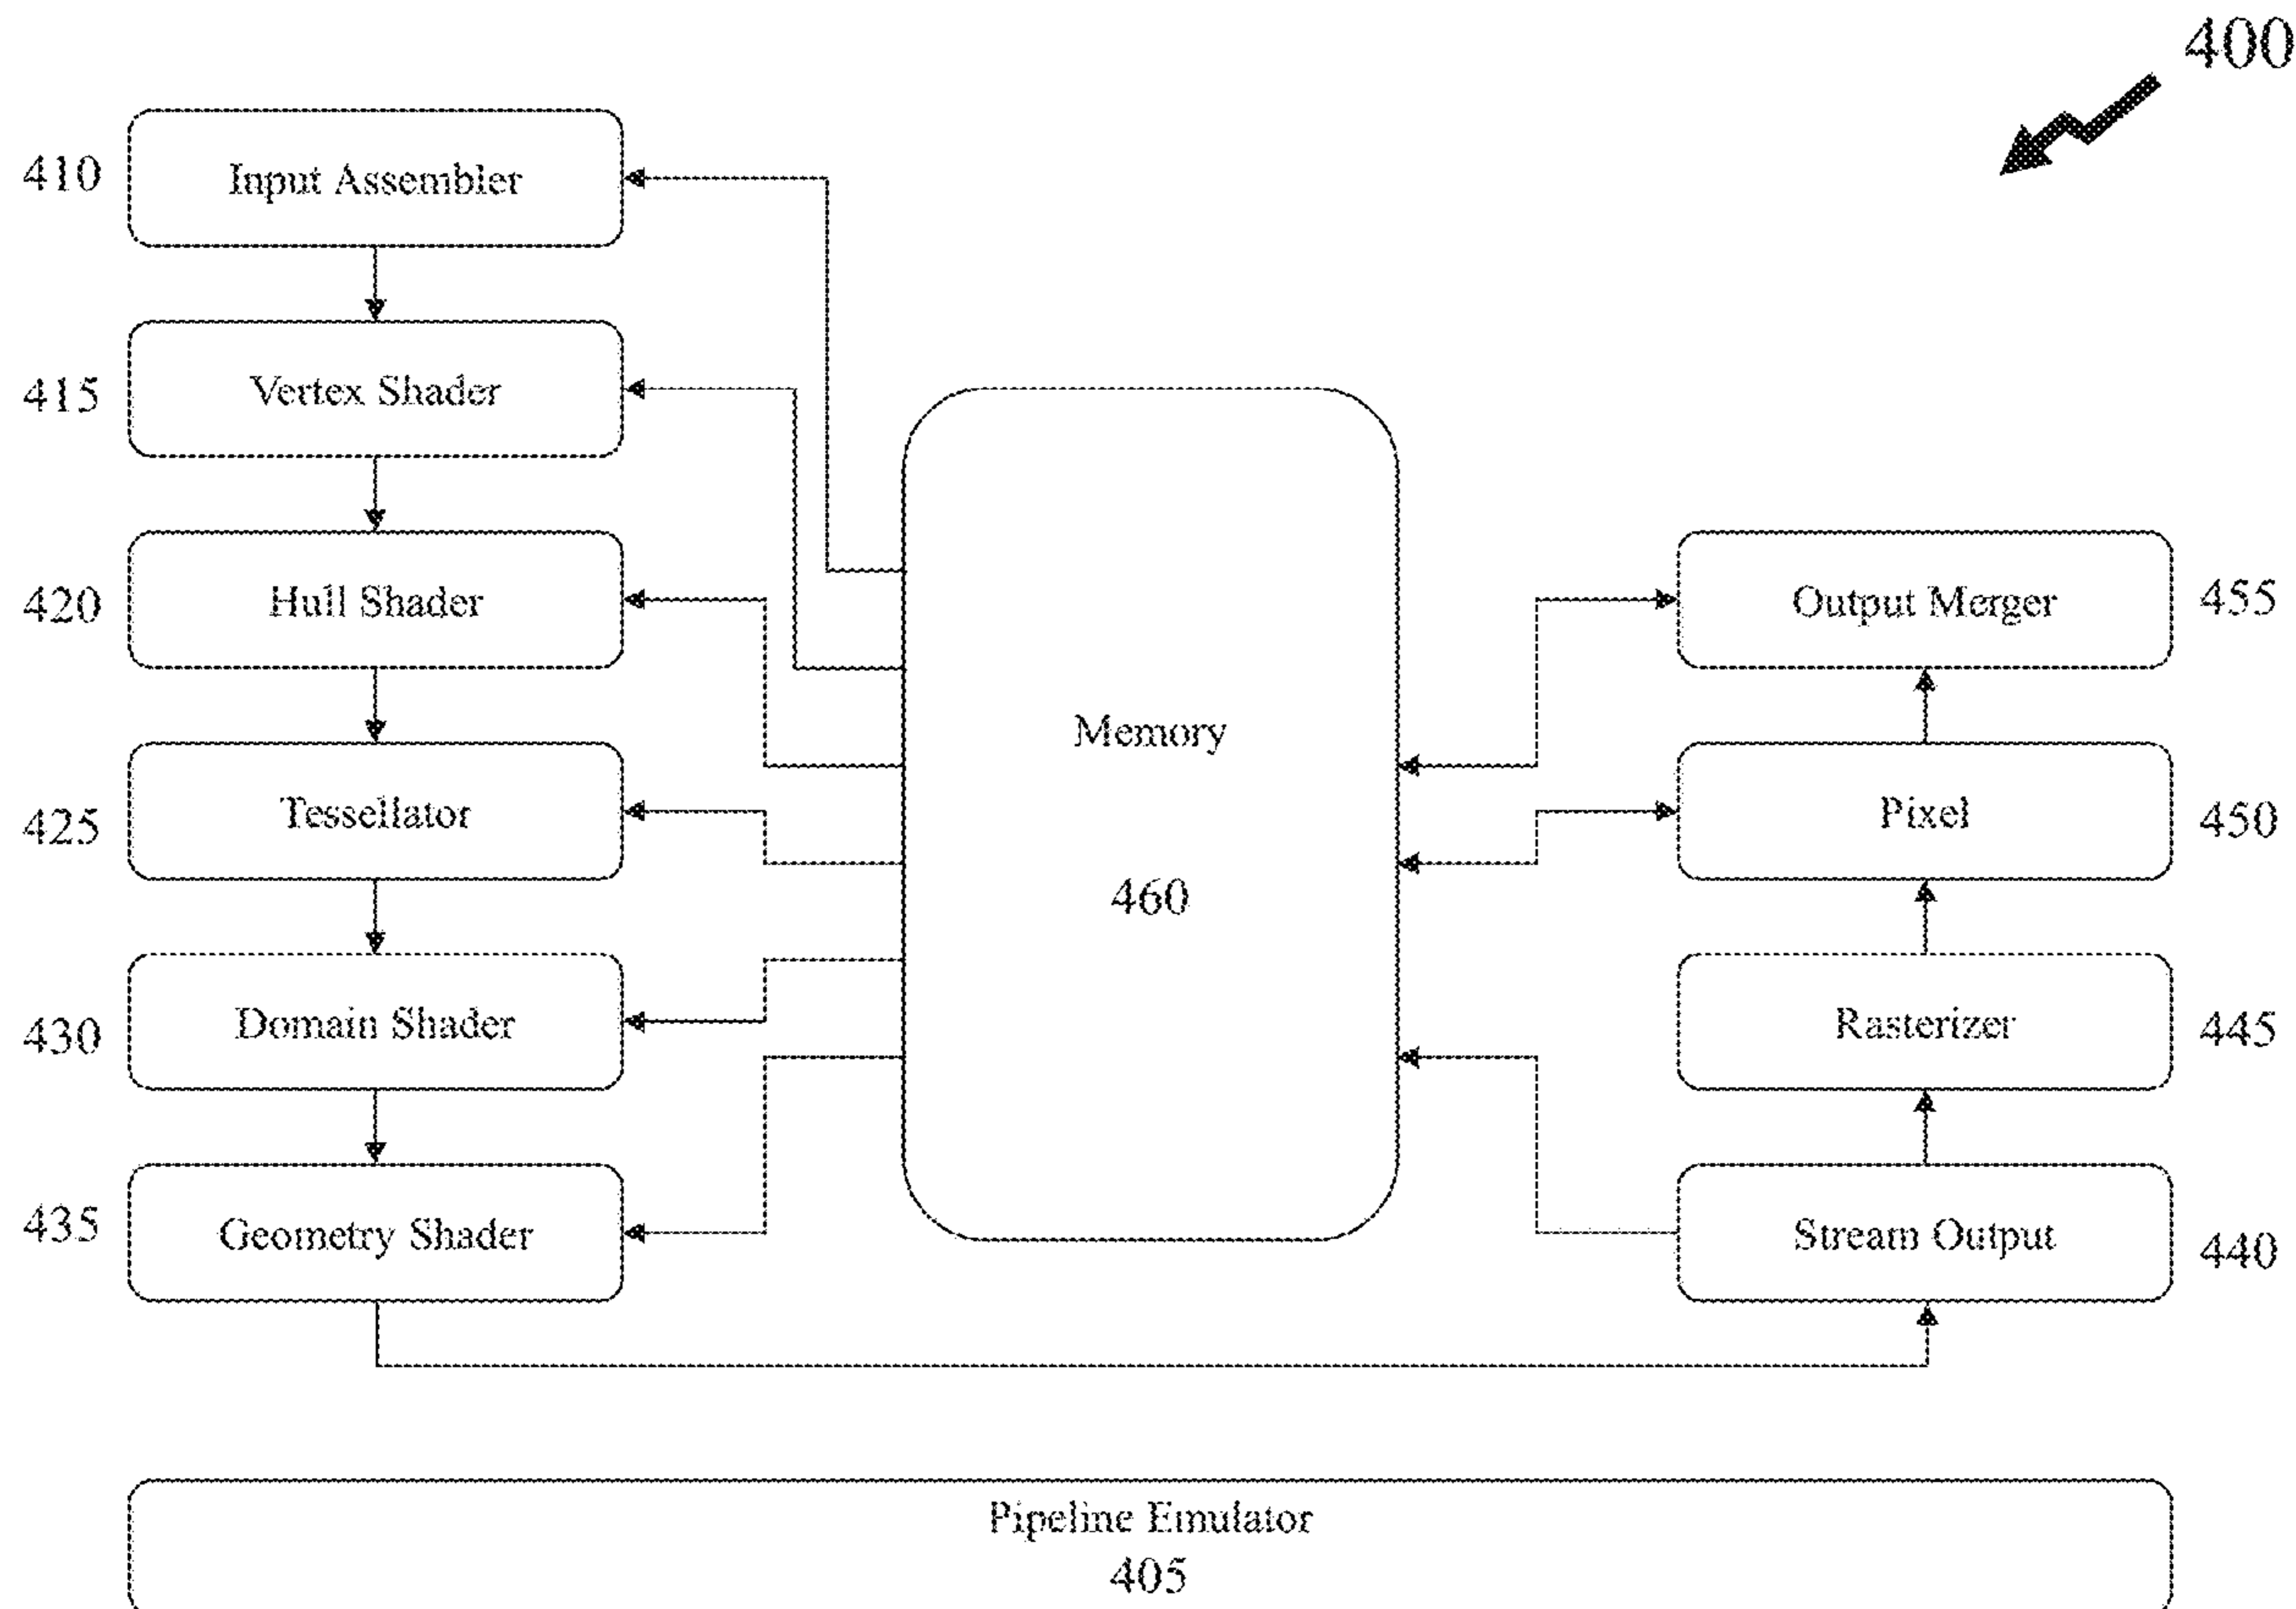 400
410
Input Assembler
415
Vertex Shader
420
Hull Shader
425
Tessellator
430
Domain Shader
435
Geometry Shader
Memory
460
Output Merger
455
Pixel
450
Rasterizer
445
Stream Output
440
Pipeline Emulator
405